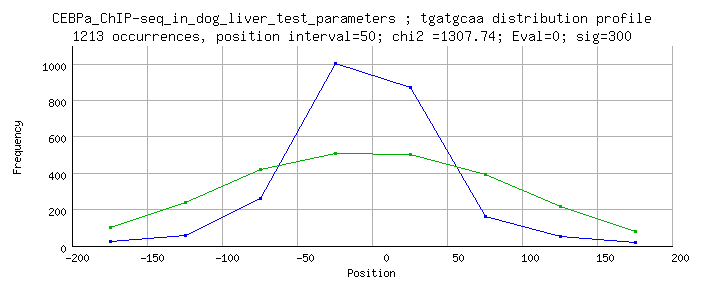 CEBPa_ChIP-seq_in_dog_liver_test_parameters ; tgatgcaa distribution profile
1213 occurrences, position interval=50; chi2 =1307.74; Eval=0; sig=300
1000
800
600
400
200
0
Frequency
-200 -150 -100 -50 0 50 100 150 200
Position